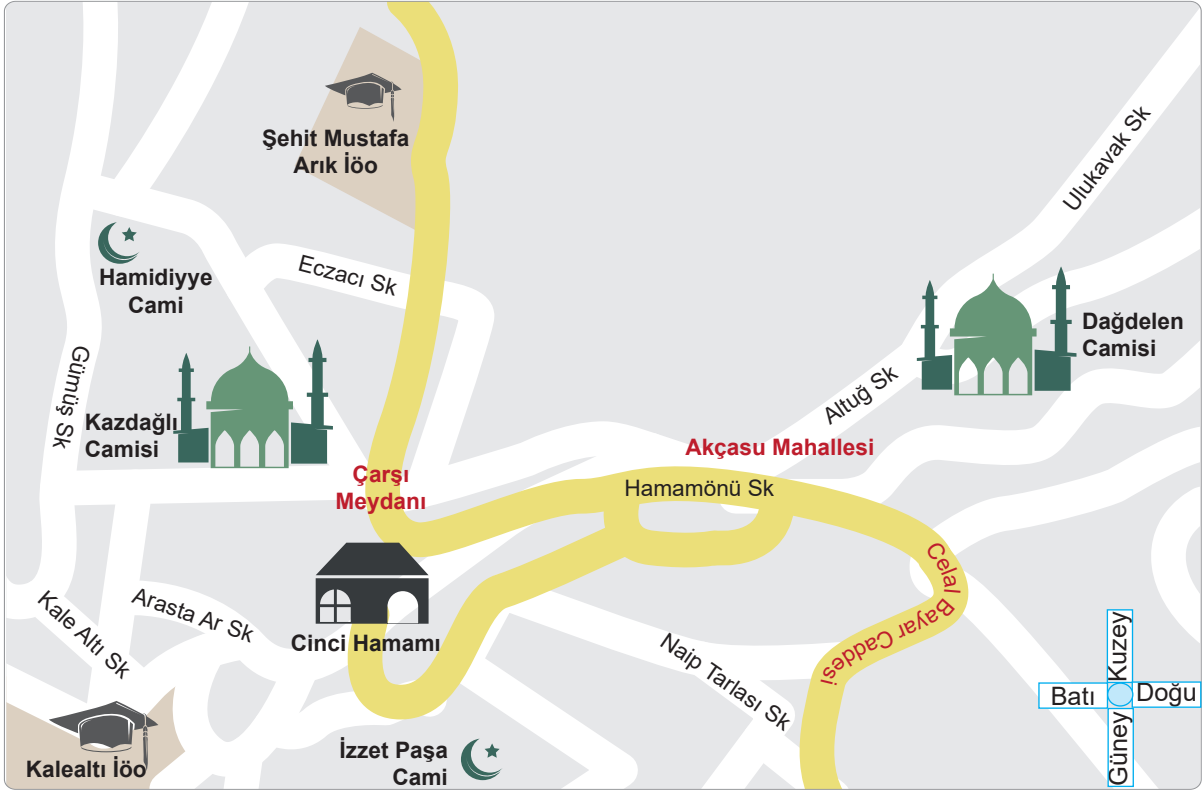 Şehit Mustafa
Arık İöo
Ulukavak Sk
Hamidiyye
Cami
Eczacı Sk
Dağdelen
Camisi
Gümüş Sk
Kazdağlı
Camisi
Altuğ Sk
Akçasu Mahallesi
Çarşı
Meydanı
Hamamönü Sk
Celal Bayar Caddesi
Kale Altı Sk
Arasta Ar Sk
Cinci Hamamı
Naip Tarlası Sk
Kuzey
Batı
Doğu
Güney
İzzet Paşa
Cami
Kalealtı İöo